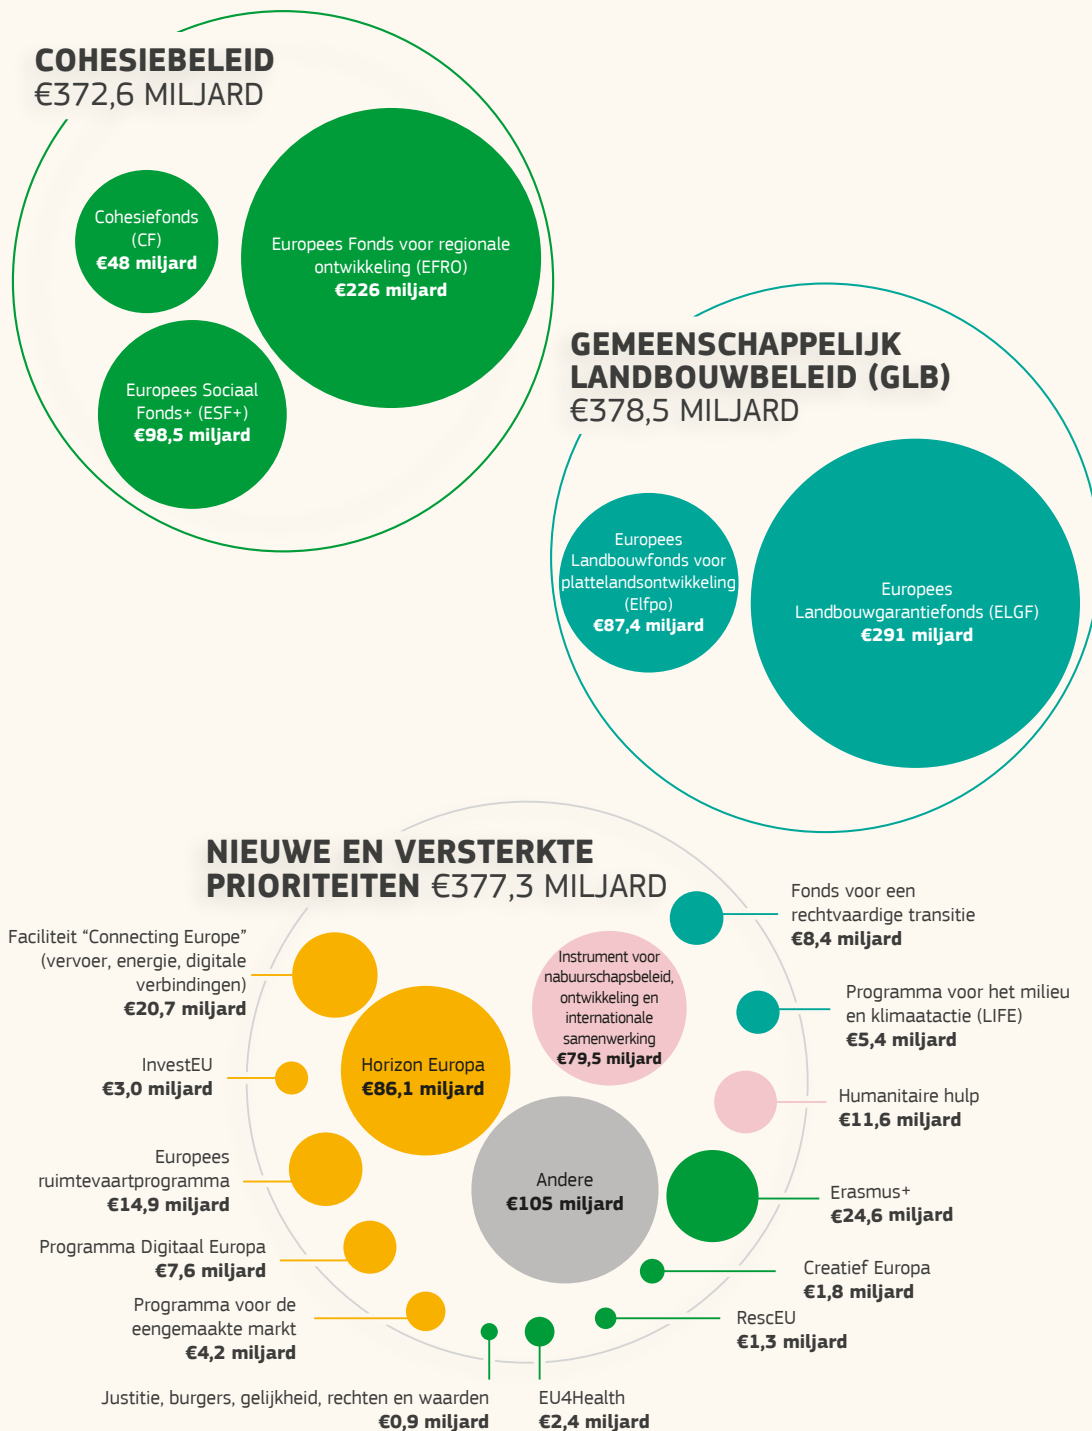 COHESIEBELEID
€372,6 MILJARD
Cohesiefonds
(CF)
€48 miljard
Europees Fonds voor regionale
ontwikkeling (EFRO)
€226 miljard
Europees Sociaal
Fonds+ (ESF+)
€98,5 miljard
GEMEENSCHAPPELIJK
LANDBOUWBELEID (GLB)
€378,5 MILJARD
Europees
Landbouwfonds voor
plattelandsontwikkeling
(Elfpo)
€87,4 miljard
Europees
Landbouwgarantiefonds (ELGF)
€291 miljard
NIEUWE EN VERSTERKTE
PRIORITEITEN €377,3 MILJARD
Faciliteit “Connecting Europe”
(vervoer, energie, digitale
verbindingen)
€20,7 miljard
InvestEU
€3,0 miljard
Europees
ruimtevaartprogramma
€14,9 miljard
Programma Digitaal Europa
€7,6 miljard
Programma voor de
eengemaakte markt
€4,2 miljard
Justitie, burgers, gelijkheid, rechten en waarden
€0,9 miljard
Horizon Europa
€86,1 miljard
Instrument voor
nabuurschapsbeleid,
ontwikkeling en
internationale
samenwerking
€79,5 miljard
Andere
€105 miljard
Fonds voor een
rechtvaardige transitie
€8,4 miljard
Programma voor het milieu
en klimaatactie (LIFE)
€5,4 miljard
Humanitaire hulp
€11,6 miljard
Erasmus+
€24,6 miljard
Creatief Europa
€1,8 miljard
RescEU
€1,3 miljard
EU4Health
€2,4 miljard